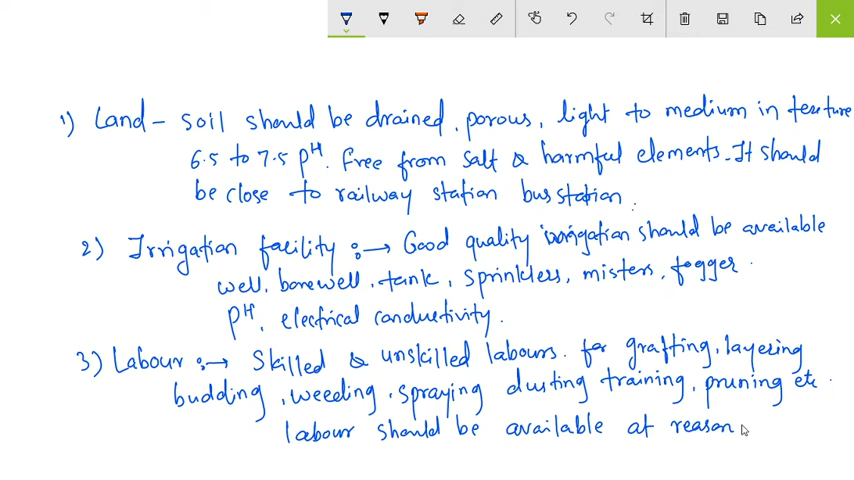 1) Land - soil should be drained, porous, light to medium in texture
6.5 to 7.5 pH. Free from salt & harmful elements. It should
be close to railway station bus station.
2) Irrigation facility :→ Good quality irrigation should be available
well, borewell, tank, sprinklers, misters, fogger.
pH, electrical conductivity.
3) Labour :→ Skilled & unskilled labours. for grafting, layering
budding, weeding, spraying dusting training, pruning etc.
labour should be available at reason